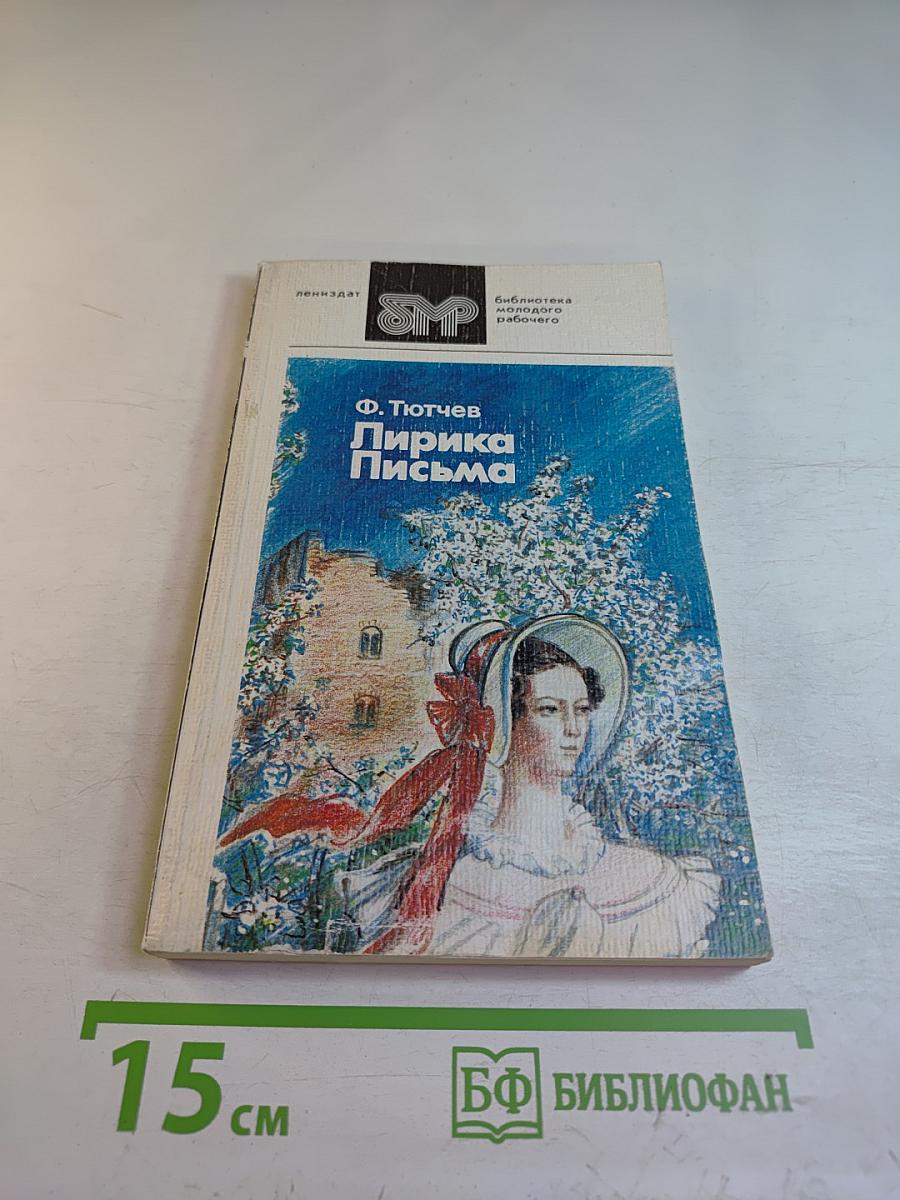 лениздат
БМР
библиотека
молодого
рабочего
Ф. Тютчев
Лирика
Письма
15 см
БФ БИБЛИОФАН